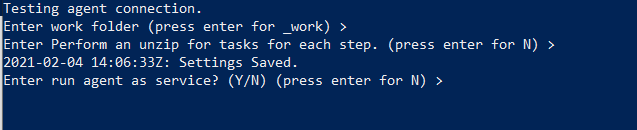 Testing agent connection.
Enter work folder (press enter for _work) >
Enter Perform an unzip for tasks for each step. (press enter for N) >
2021-02-04 14:06:33Z: Settings Saved.
Enter run agent as service? (Y/N) (press enter for N) >